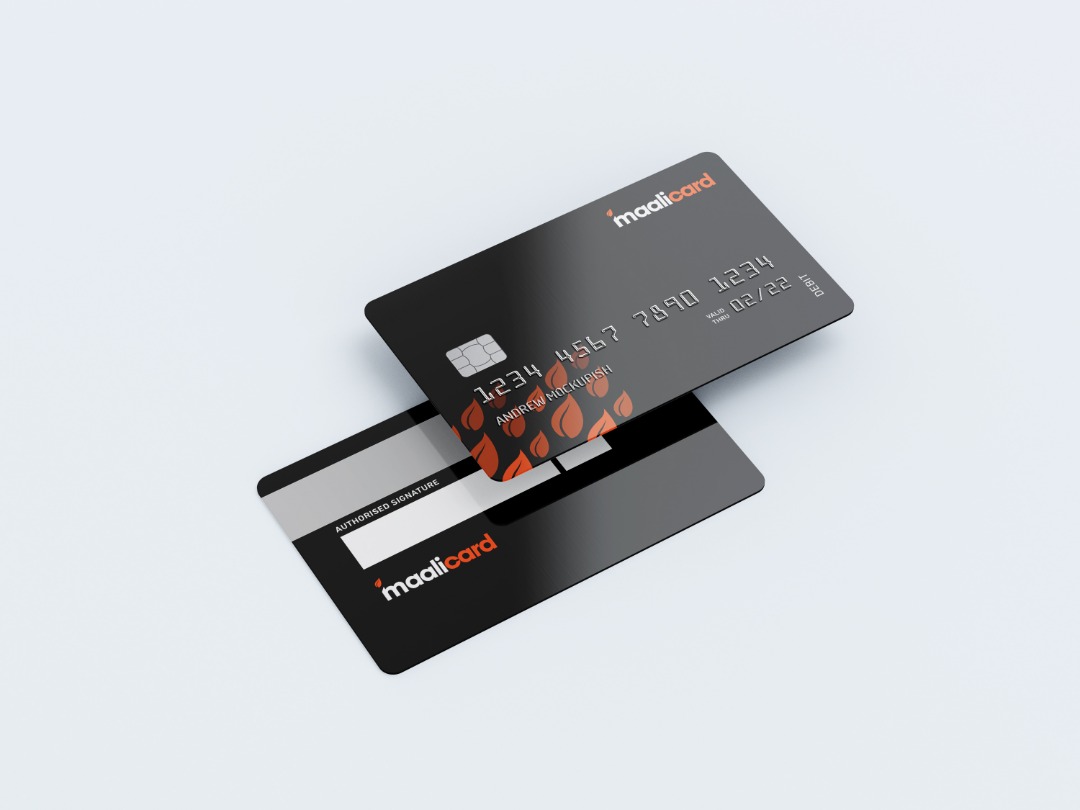 maalicard
1234 4567 7890 1234
VALID
THRU
02/22
DEBIT
ANDREW MOCKUPISH
AUTHORISED SIGNATURE
maalicard